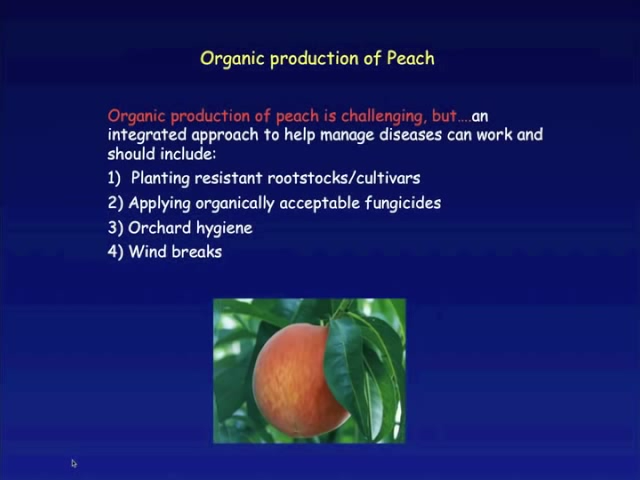 Organic production of Peach
Organic production of peach is challenging, but....an
integrated approach to help manage diseases can work and
should include:
1) Planting resistant rootstocks/cultivars
2) Applying organically acceptable fungicides
3) Orchard hygiene
4) Wind breaks